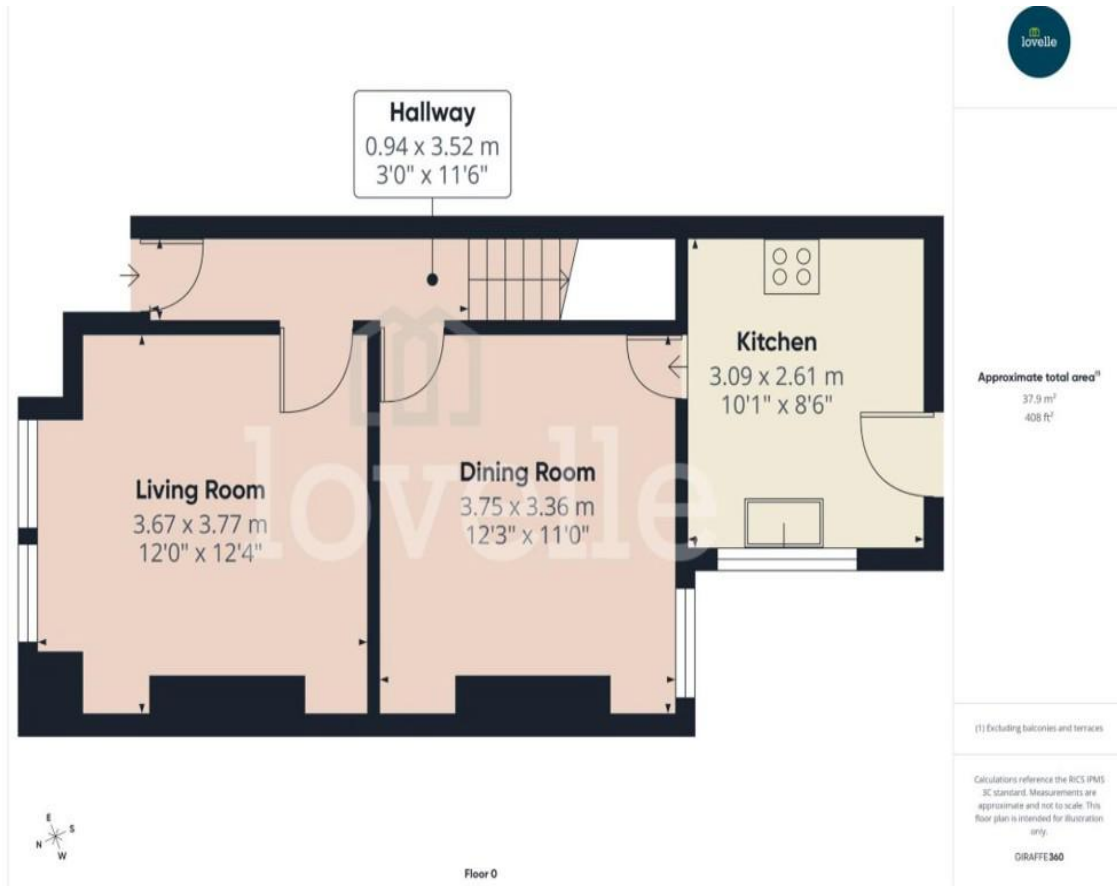 lovelle
Hallway
0.94 x 3.52 m
3'0" x 11'6"
Kitchen
3.09 x 2.61 m
10'1" x 8'6"
Living Room
3.67 x 3.77 m
12'0" x 12'4"
Dining Room
3.75 x 3.36 m
12'3" x 11'0"
lovelle
Approximate total area⁽¹⁾
37.9 m²
408 ft²
(1) Excluding balconies and terraces
Calculations reference the RICS IPMS
3C standard. Measurements are
approximate and not to scale. This
floor plan is intended for illustration
only.
GIRAFFE360
E
S
N
W
Floor 0